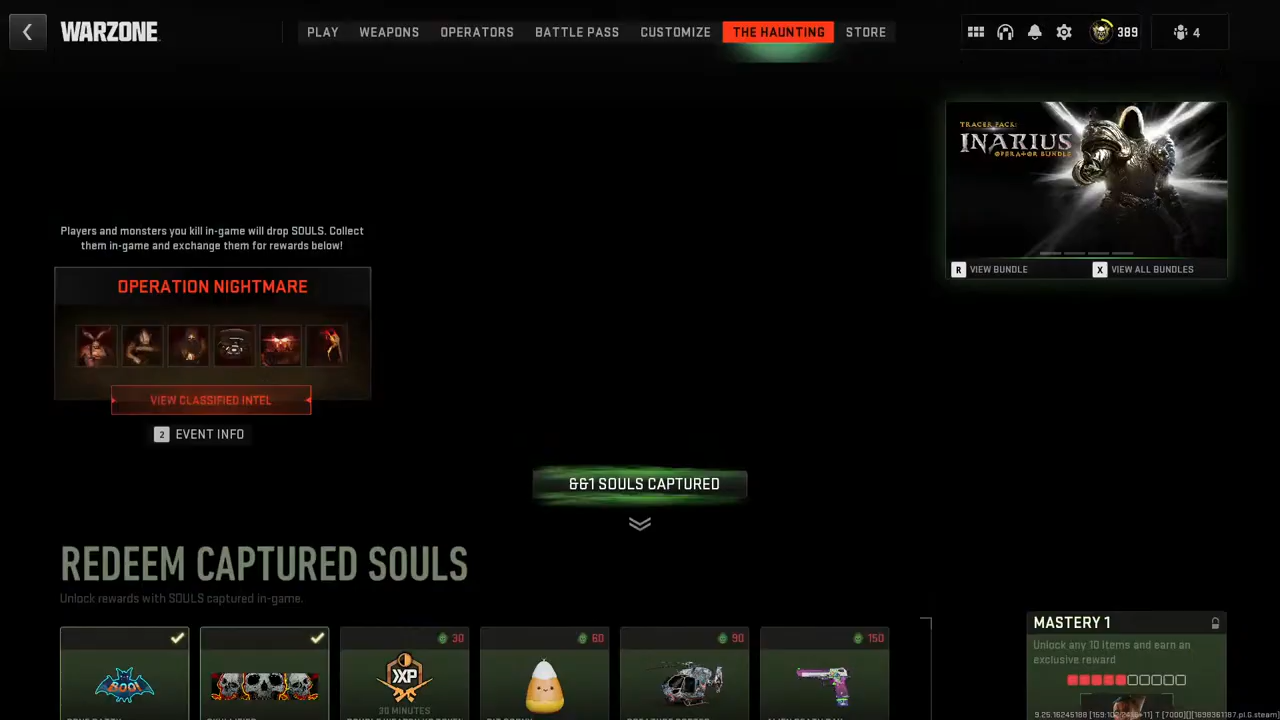 WARZONE
PLAY WEAPONS OPERATORS BATTLE PASS CUSTOMIZE THE HAUNTING STORE
389
4
TRACER PACK:
INARIUS
OPERATOR BUNDLE
R VIEW BUNDLE X VIEW ALL BUNDLES
Players and monsters you kill in-game will drop SOULS. Collect
them in-game and exchange them for rewards below!
OPERATION NIGHTMARE
VIEW CLASSIFIED INTEL
2 EVENT INFO
&&1 SOULS CAPTURED
REDEEM CAPTURED SOULS
Unlock rewards with SOULS captured in-game.
30 60 90 150
BOO!
XP
30 MINUTES
MASTERY 1
Unlock any 10 items and earn an
exclusive reward